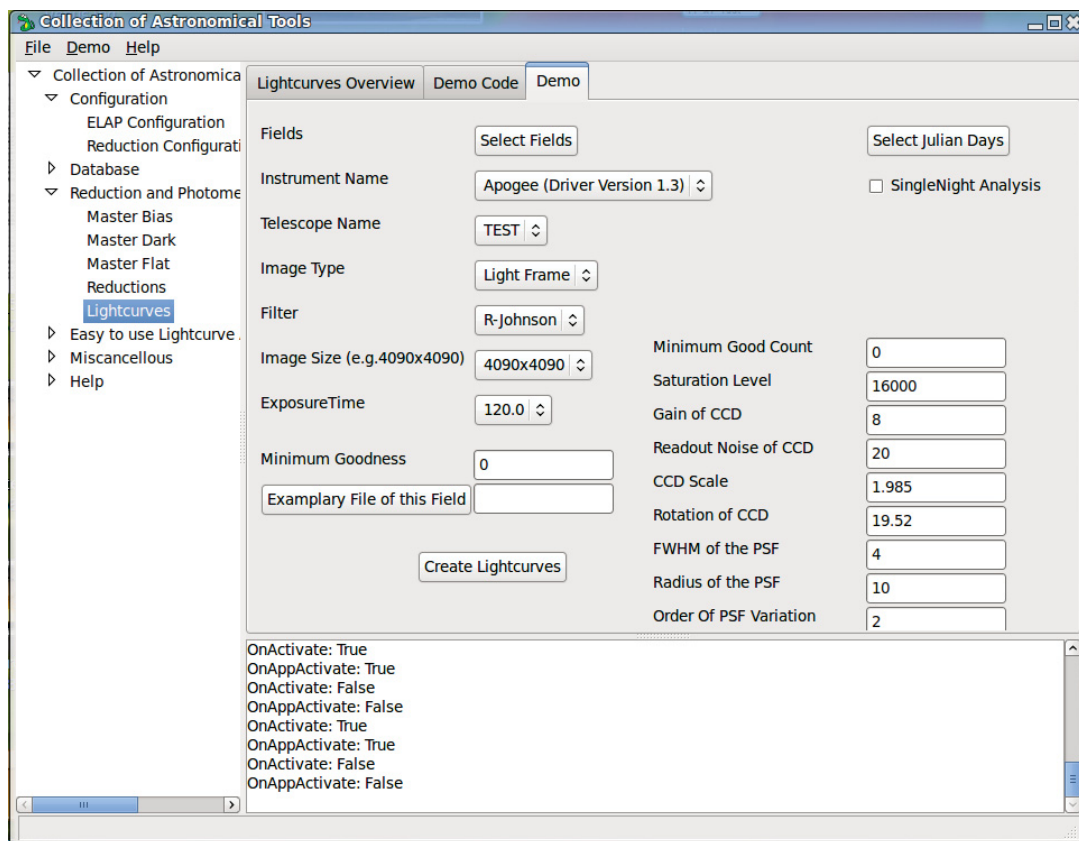 Collection of Astronomical Tools
File Demo Help
Collection of Astronomica
Configuration
ELAP Configuration
Reduction Configurati
Database
Reduction and Photome
Master Bias
Master Dark
Master Flat
Reductions
Lightcurves
Easy to use Lightcurve
Miscancellous
Help
Lightcurves Overview
Demo Code
Demo
Fields
Select Fields
Select Julian Days
Instrument Name
Apogee (Driver Version 1.3)
SingleNight Analysis
Telescope Name
TEST
Image Type
Light Frame
Filter
R-Johnson
Image Size (e.g.4090x4090)
4090x4090
ExposureTime
120.0
Minimum Goodness
0
Examplary File of this Field
Create Lightcurves
Minimum Good Count
0
Saturation Level
16000
Gain of CCD
8
Readout Noise of CCD
20
CCD Scale
1.985
Rotation of CCD
19.52
FWHM of the PSF
4
Radius of the PSF
10
Order Of PSF Variation
2
OnActivate: True
OnAppActivate: True
OnActivate: False
OnAppActivate: False
OnActivate: True
OnAppActivate: True
OnActivate: False
OnAppActivate: False